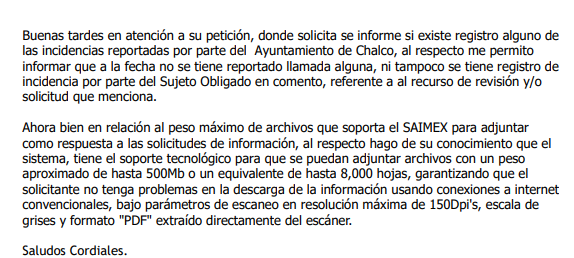 Buenas tardes en atención a su petición, donde solicita se informe si existe registro alguno de
las incidencias reportadas por parte del  Ayuntamiento de Chalco, al respecto me permito
informar que a la fecha no se tiene reportado llamada alguna, ni tampoco se tiene registro de
incidencia por parte del Sujeto Obligado en comento, referente a al recurso de revisión y/o
solicitud que menciona.
Ahora bien en relación al peso máximo de archivos que soporta el SAIMEX para adjuntar
como respuesta a las solicitudes de información, al respecto hago de su conocimiento que el
sistema, tiene el soporte tecnológico para que se puedan adjuntar archivos con un peso
aproximado de hasta 500Mb o un equivalente de hasta 8,000 hojas, garantizando que el
solicitante no tenga problemas en la descarga de la información usando conexiones a internet
convencionales, bajo parámetros de escaneo en resolución máxima de 150Dpi's, escala de
grises y formato "PDF" extraído directamente del escáner.
Saludos Cordiales.